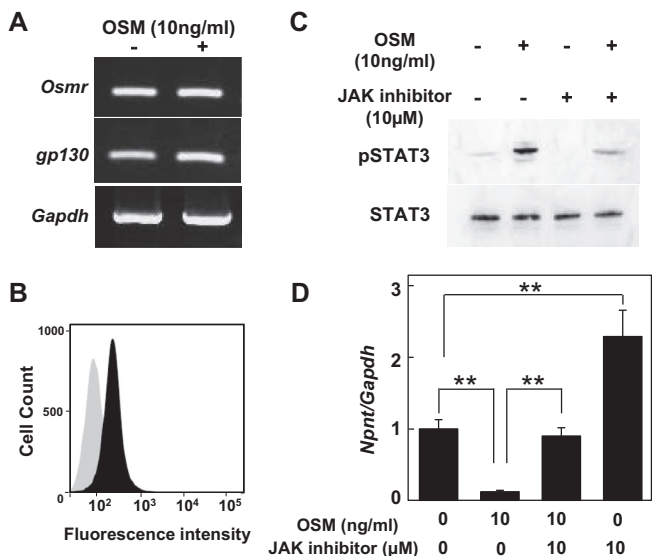 A
OSM (10ng/ml)
- +
Osmr
gp130
Gapdh
B
1000
500
0
Cell Count
10² 10³ 10⁴ 10⁵
Fluorescence intensity
C
OSM
(10ng/ml)
- + - +
JAK inhibitor
(10µM)
- - + +
pSTAT3
STAT3
D
3
2
1
0
Npnt/Gapdh
**
** **
OSM (ng/ml) 0 10 10 0
JAK inhibitor (µM) 0 0 10 10